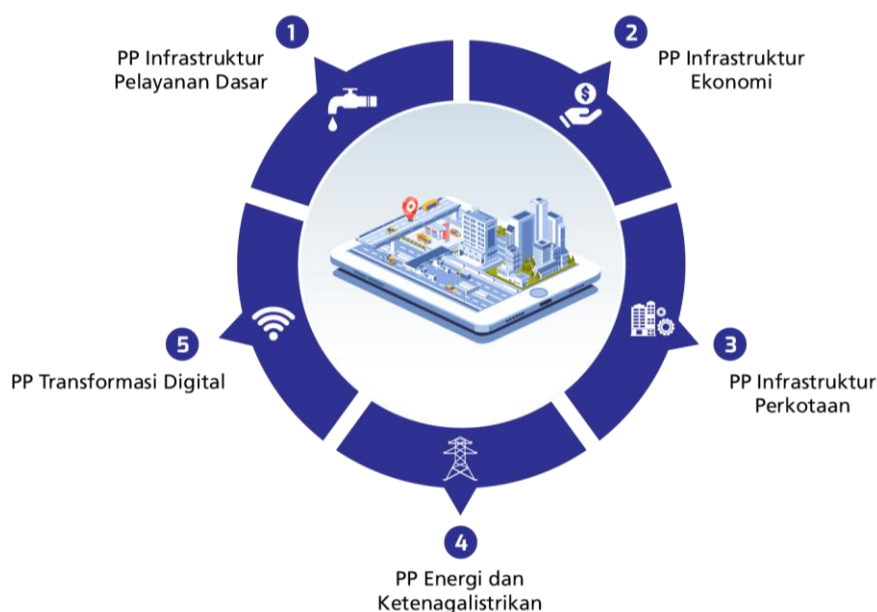 1
PP Infrastruktur
Pelayanan Dasar
2
PP Infrastruktur
Ekonomi
3
PP Infrastruktur
Perkotaan
4
PP Energi dan
Ketenagalistrikan
5
PP Transformasi Digital
$